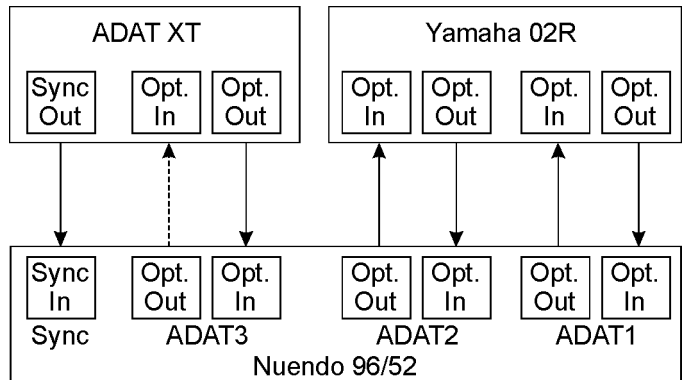 ADAT XT
Yamaha 02R
Sync Out
Opt. In
Opt. Out
Opt. In
Opt. Out
Opt. In
Opt. Out
Sync In
Opt. Out
Opt. In
Opt. Out
Opt. In
Opt. Out
Opt. In
Sync
ADAT3
ADAT2
ADAT1
Nuendo 96/52